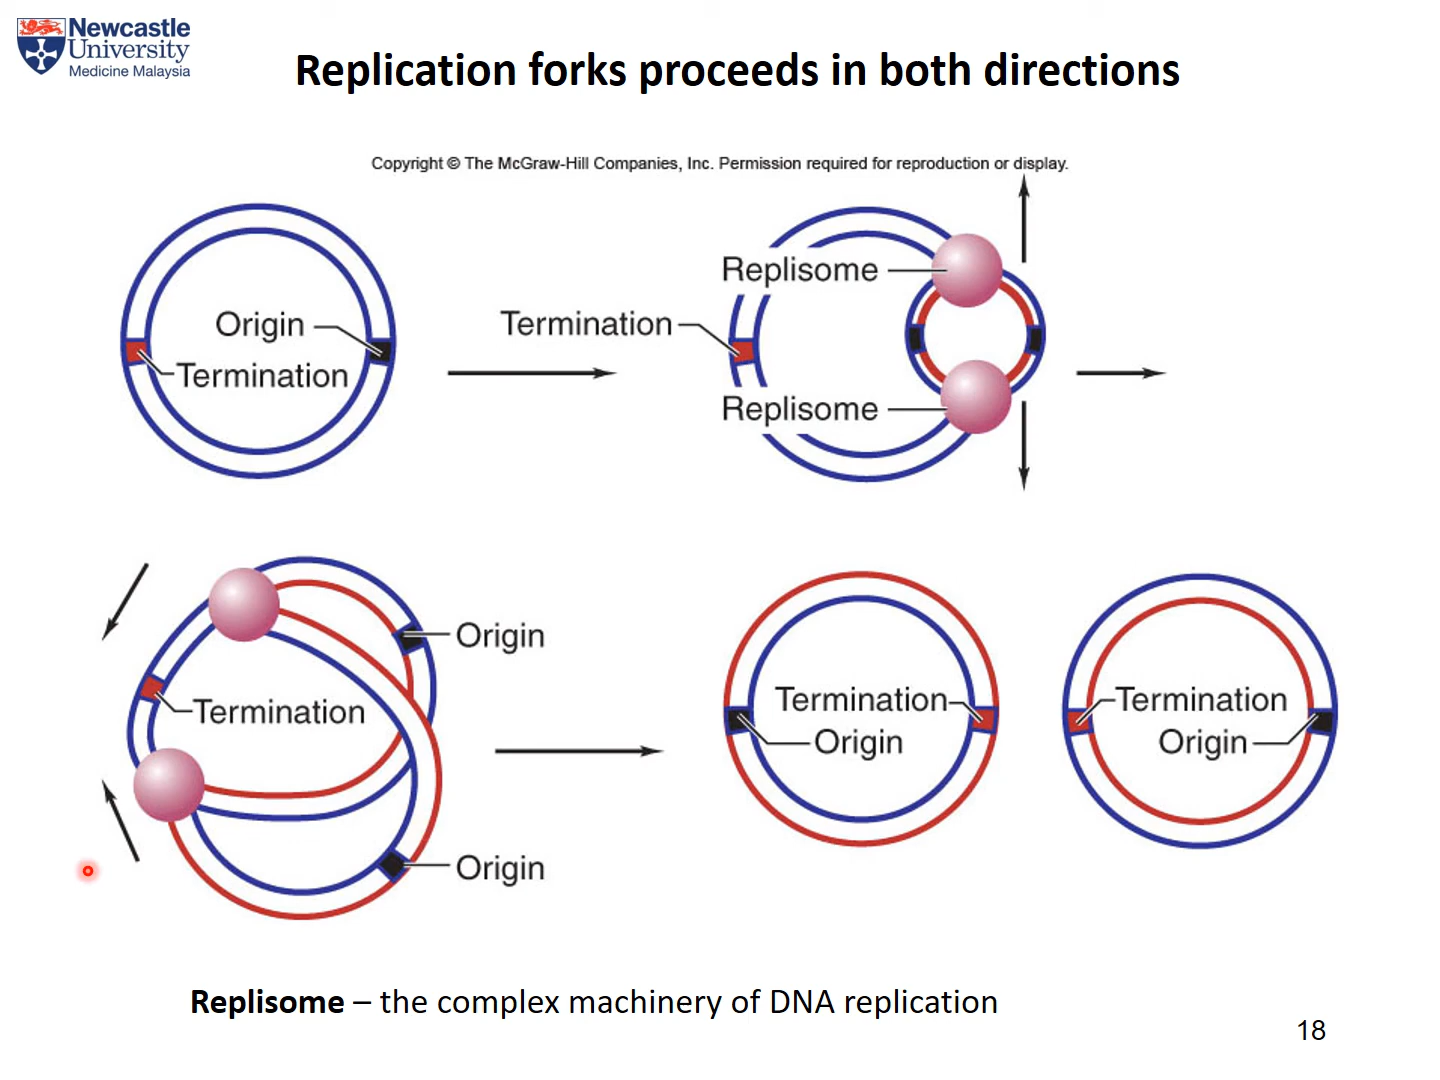 Newcastle
University
Medicine Malaysia
Replication forks proceeds in both directions
Copyright © The McGraw-Hill Companies, Inc. Permission required for reproduction or display.
Origin
Termination
Termination
Replisome
Replisome
Origin
Termination
Origin
Termination
Origin
Termination
Origin
Replisome – the complex machinery of DNA replication
18